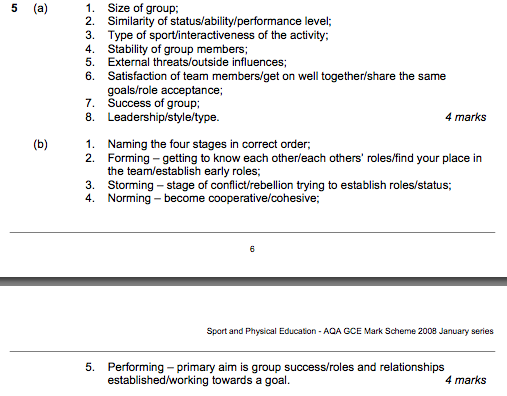 5 (a) 1. Size of group;
2. Similarity of status/ability/performance level;
3. Type of sport/interactiveness of the activity;
4. Stability of group members;
5. External threats/outside influences;
6. Satisfaction of team members/get on well together/share the same
goals/role acceptance;
7. Success of group;
8. Leadership/style/type. 4 marks
(b) 1. Naming the four stages in correct order;
2. Forming – getting to know each other/each others' roles/find your place in
the team/establish early roles;
3. Storming – stage of conflict/rebellion trying to establish roles/status;
4. Norming – become cooperative/cohesive;
6
Sport and Physical Education - AQA GCE Mark Scheme 2008 January series
5. Performing – primary aim is group success/roles and relationships
established/working towards a goal. 4 marks